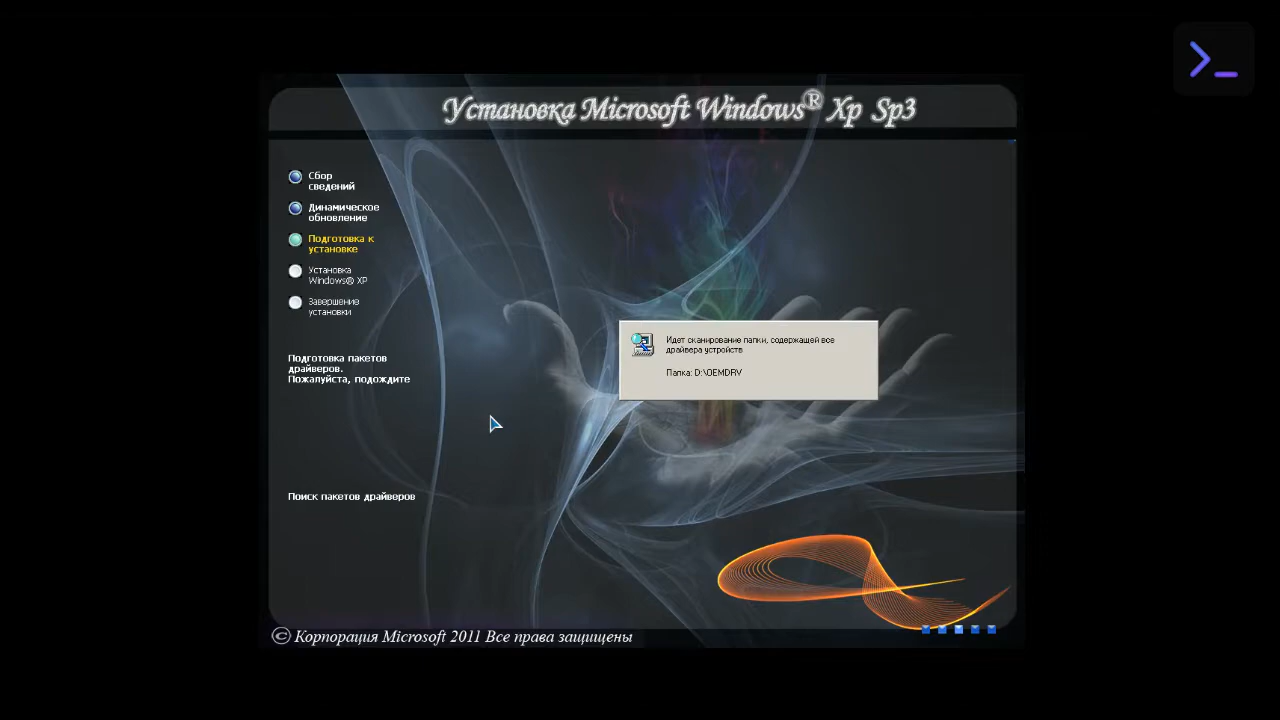 Установка Microsoft Windows® Xp Sp3
Сбор
сведений
Динамическое
обновление
Подготовка к
установке
Установка
Windows® XP
Завершение
установки
Подготовка пакетов
драйверов.
Пожалуйста, подождите
Идет сканирование папки, содержащей все
драйвера устройств
Папка: D:\OEMDRV
Поиск пакетов драйверов
© Корпорация Microsoft 2011 Все права защищены